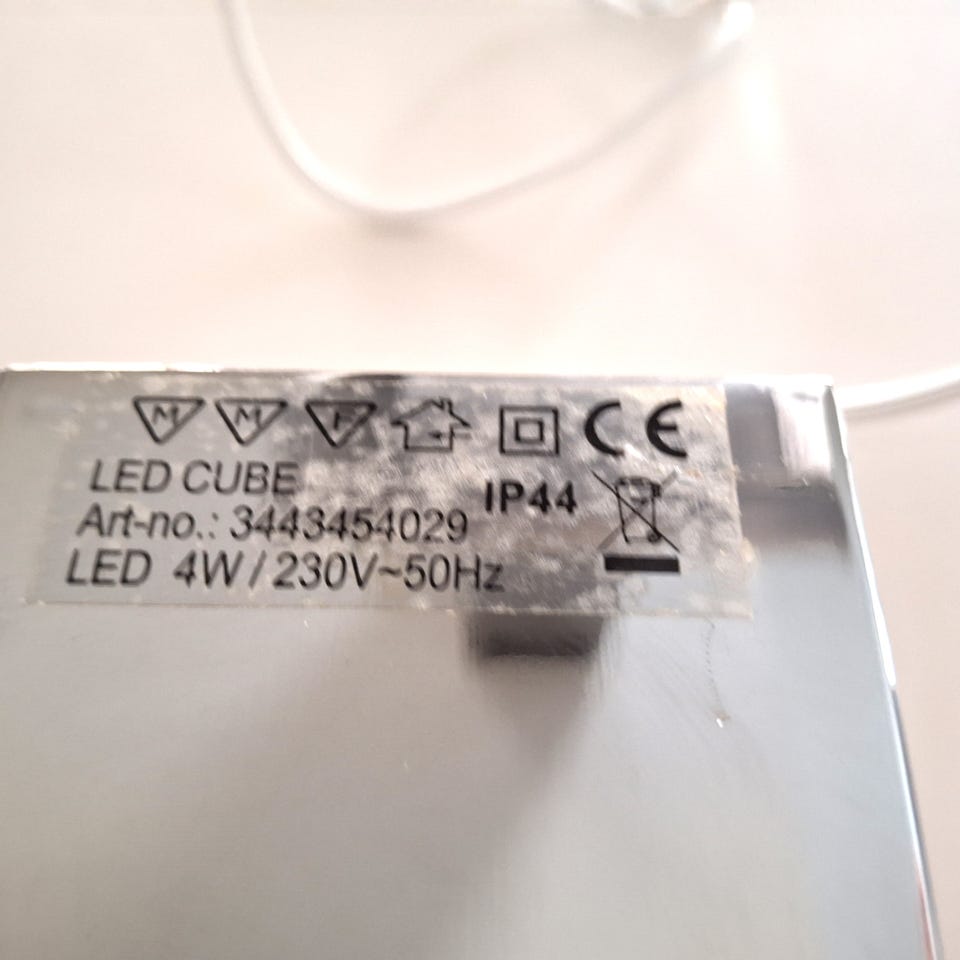 M M F CE
LED CUBE
IP44
Art-no.: 3443454029
LED 4W / 230V~50Hz